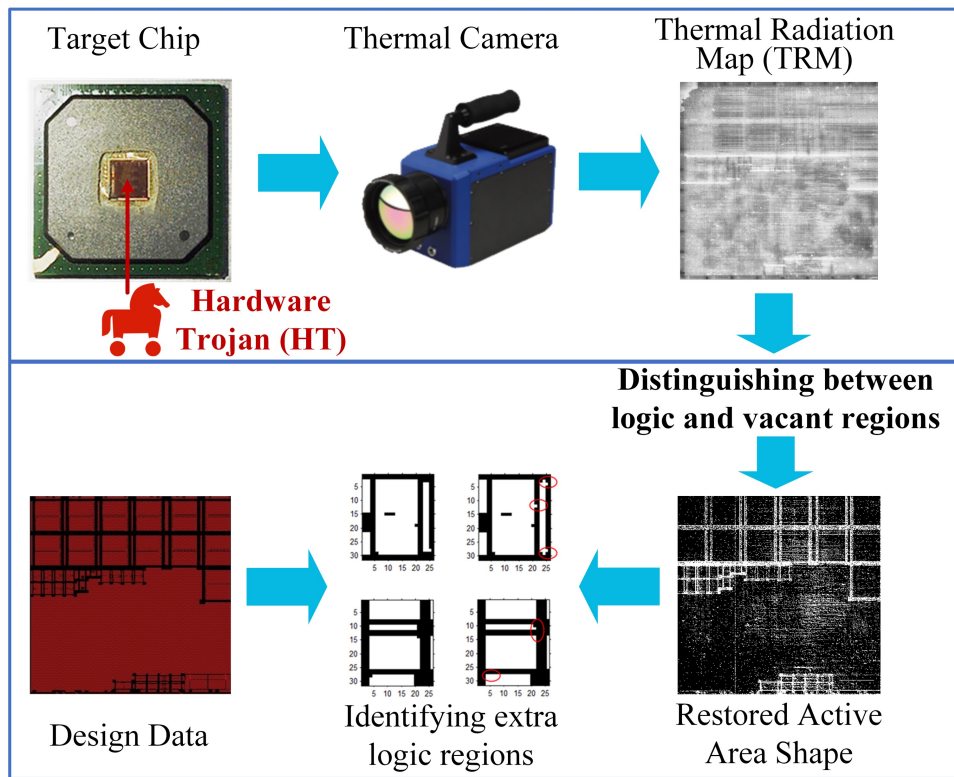 Target Chip
Thermal Camera
Thermal Radiation
Map (TRM)
Hardware
Trojan (HT)
Distinguishing between
logic and vacant regions
5
10
15
20
25
30
5 10 15 20 25
5
10
15
20
25
30
5 10 15 20 25
5
10
15
20
25
30
5 10 15 20 25
5
10
15
20
25
30
5 10 15 20 25
Design Data
Identifying extra
logic regions
Restored Active
Area Shape